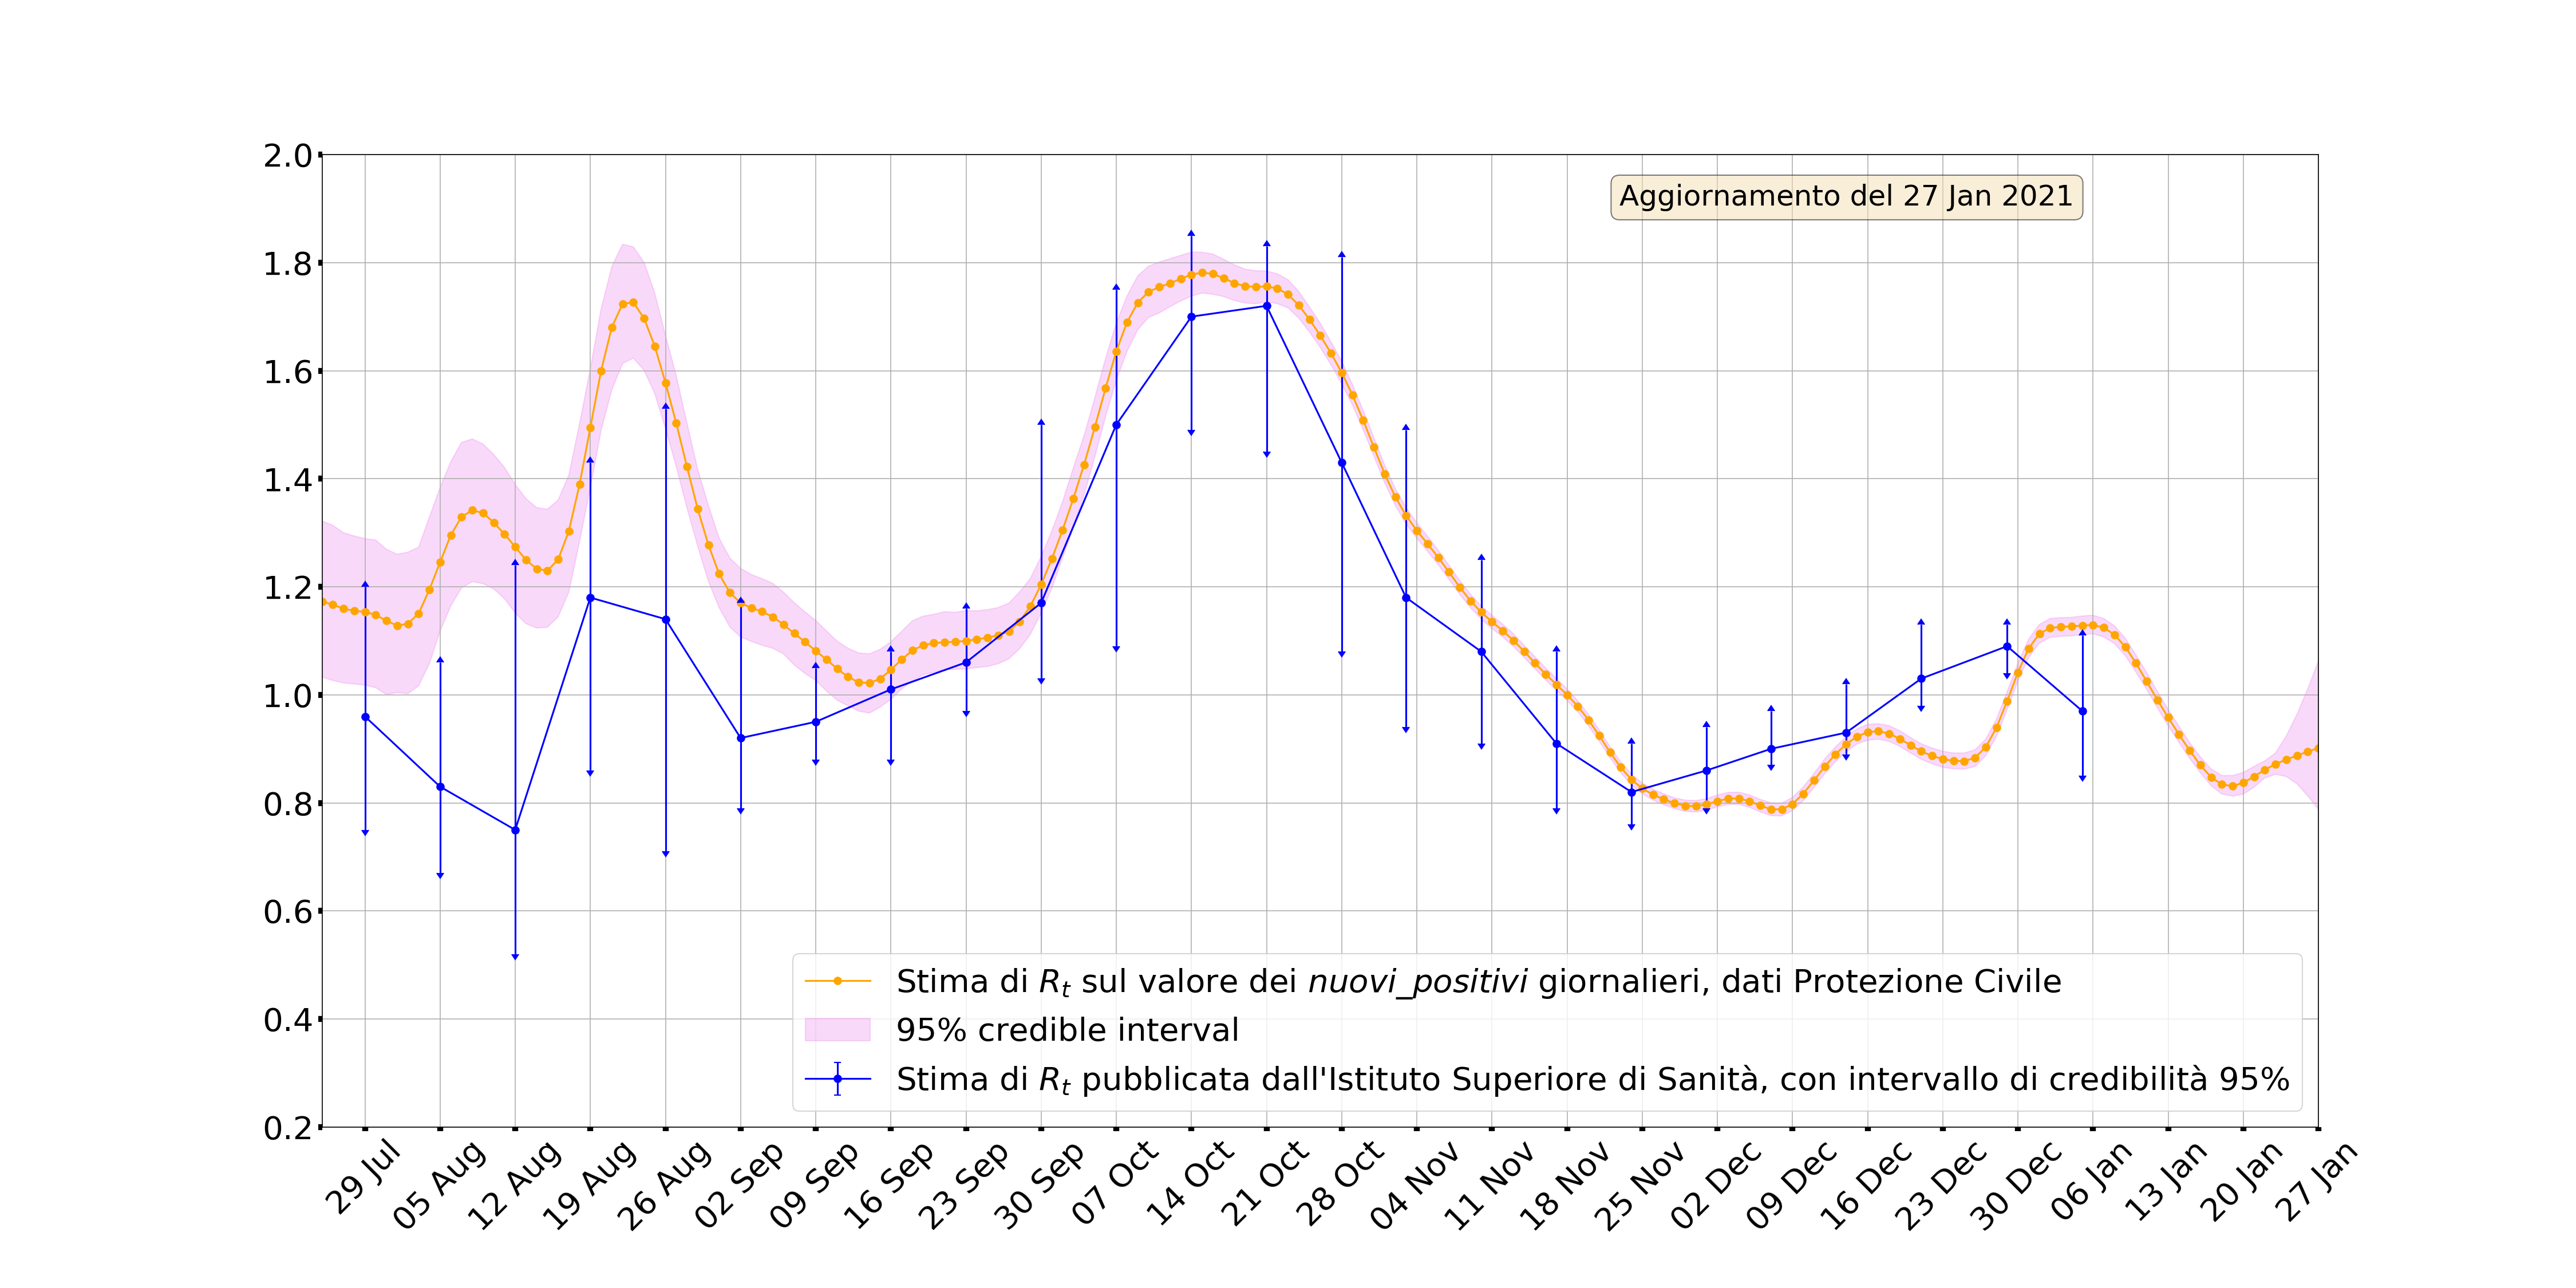 Aggiornamento del 27 Jan 2021
2.0
1.8
1.6
1.4
1.2
1.0
0.8
0.6
0.4
0.2
Stima di Rt sul valore dei nuovi_positivi giornalieri, dati Protezione Civile
95% credible interval
Stima di Rt pubblicata dall'Istituto Superiore di Sanità, con intervallo di credibilità 95%
29 Jul
05 Aug
12 Aug
19 Aug
26 Aug
02 Sep
09 Sep
16 Sep
23 Sep
30 Sep
07 Oct
14 Oct
21 Oct
28 Oct
04 Nov
11 Nov
18 Nov
25 Nov
02 Dec
09 Dec
16 Dec
23 Dec
30 Dec
06 Jan
13 Jan
20 Jan
27 Jan